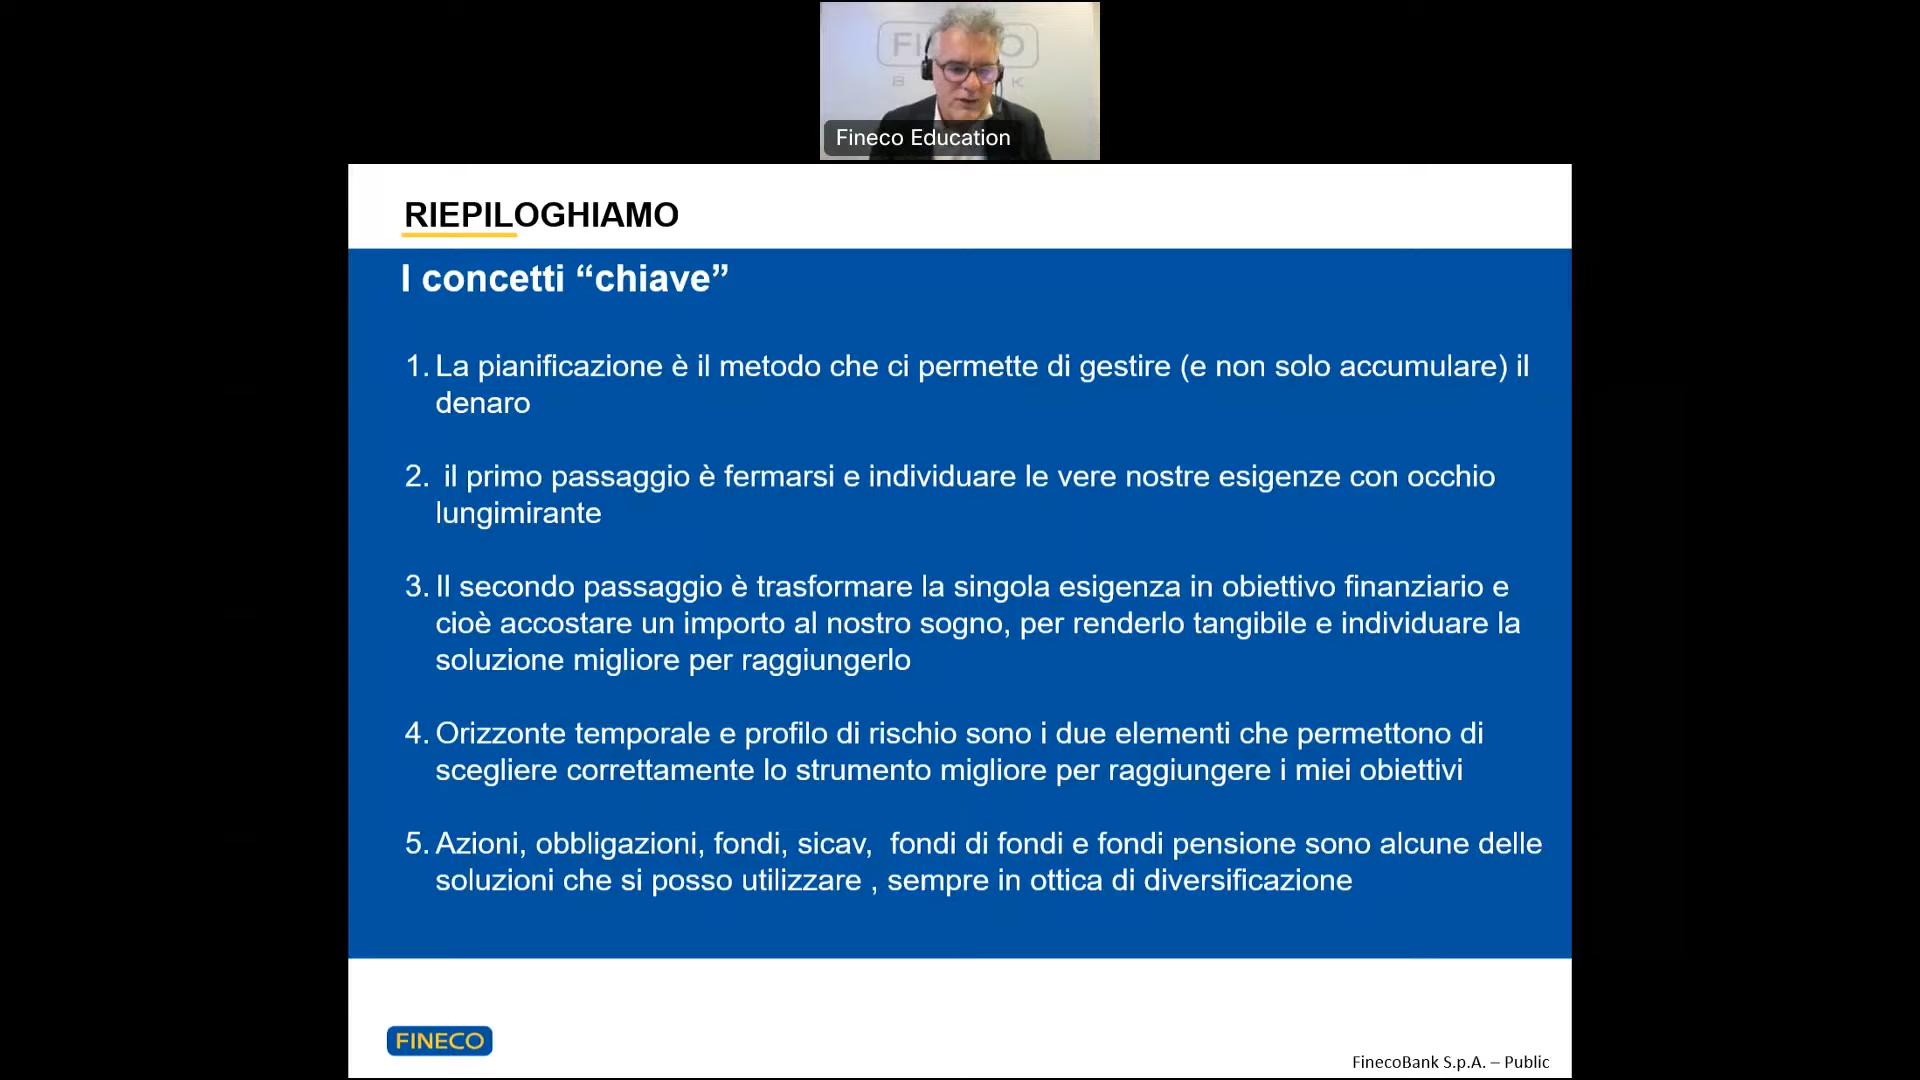 FINECO
B K
Fineco Education
RIEPILOGHIAMO
I concetti “chiave”
1. La pianificazione è il metodo che ci permette di gestire (e non solo accumulare) il
denaro
2. il primo passaggio è fermarsi e individuare le vere nostre esigenze con occhio
lungimirante
3. Il secondo passaggio è trasformare la singola esigenza in obiettivo finanziario e
cioè accostare un importo al nostro sogno, per renderlo tangibile e individuare la
soluzione migliore per raggiungerlo
4. Orizzonte temporale e profilo di rischio sono i due elementi che permettono di
scegliere correttamente lo strumento migliore per raggiungere i miei obiettivi
5. Azioni, obbligazioni, fondi, sicav, fondi di fondi e fondi pensione sono alcune delle
soluzioni che si posso utilizzare , sempre in ottica di diversificazione
FINECO
FinecoBank S.p.A. – Public